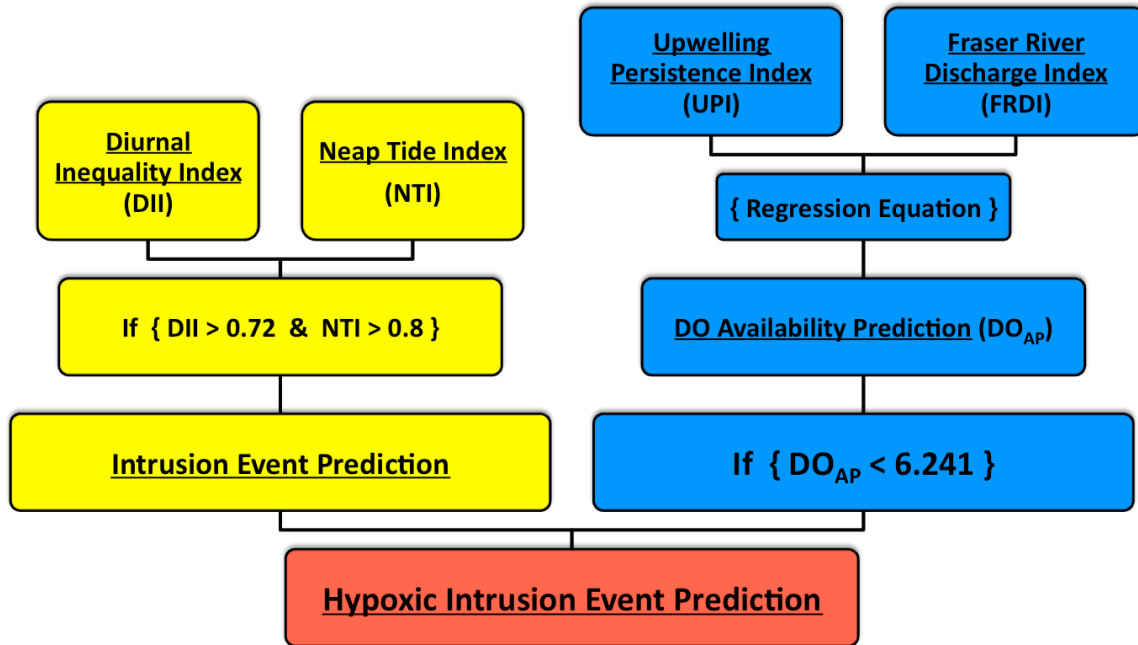 Upwelling
Persistence Index
(UPI)
Fraser River
Discharge Index
(FRDI)
Diurnal
Inequality Index
(DII)
Neap Tide Index
(NTI)
{ Regression Equation }
If { DII > 0.72 & NTI > 0.8 }
DO Availability Prediction (DO_AP)
Intrusion Event Prediction
If { DO_AP < 6.241 }
Hypoxic Intrusion Event Prediction